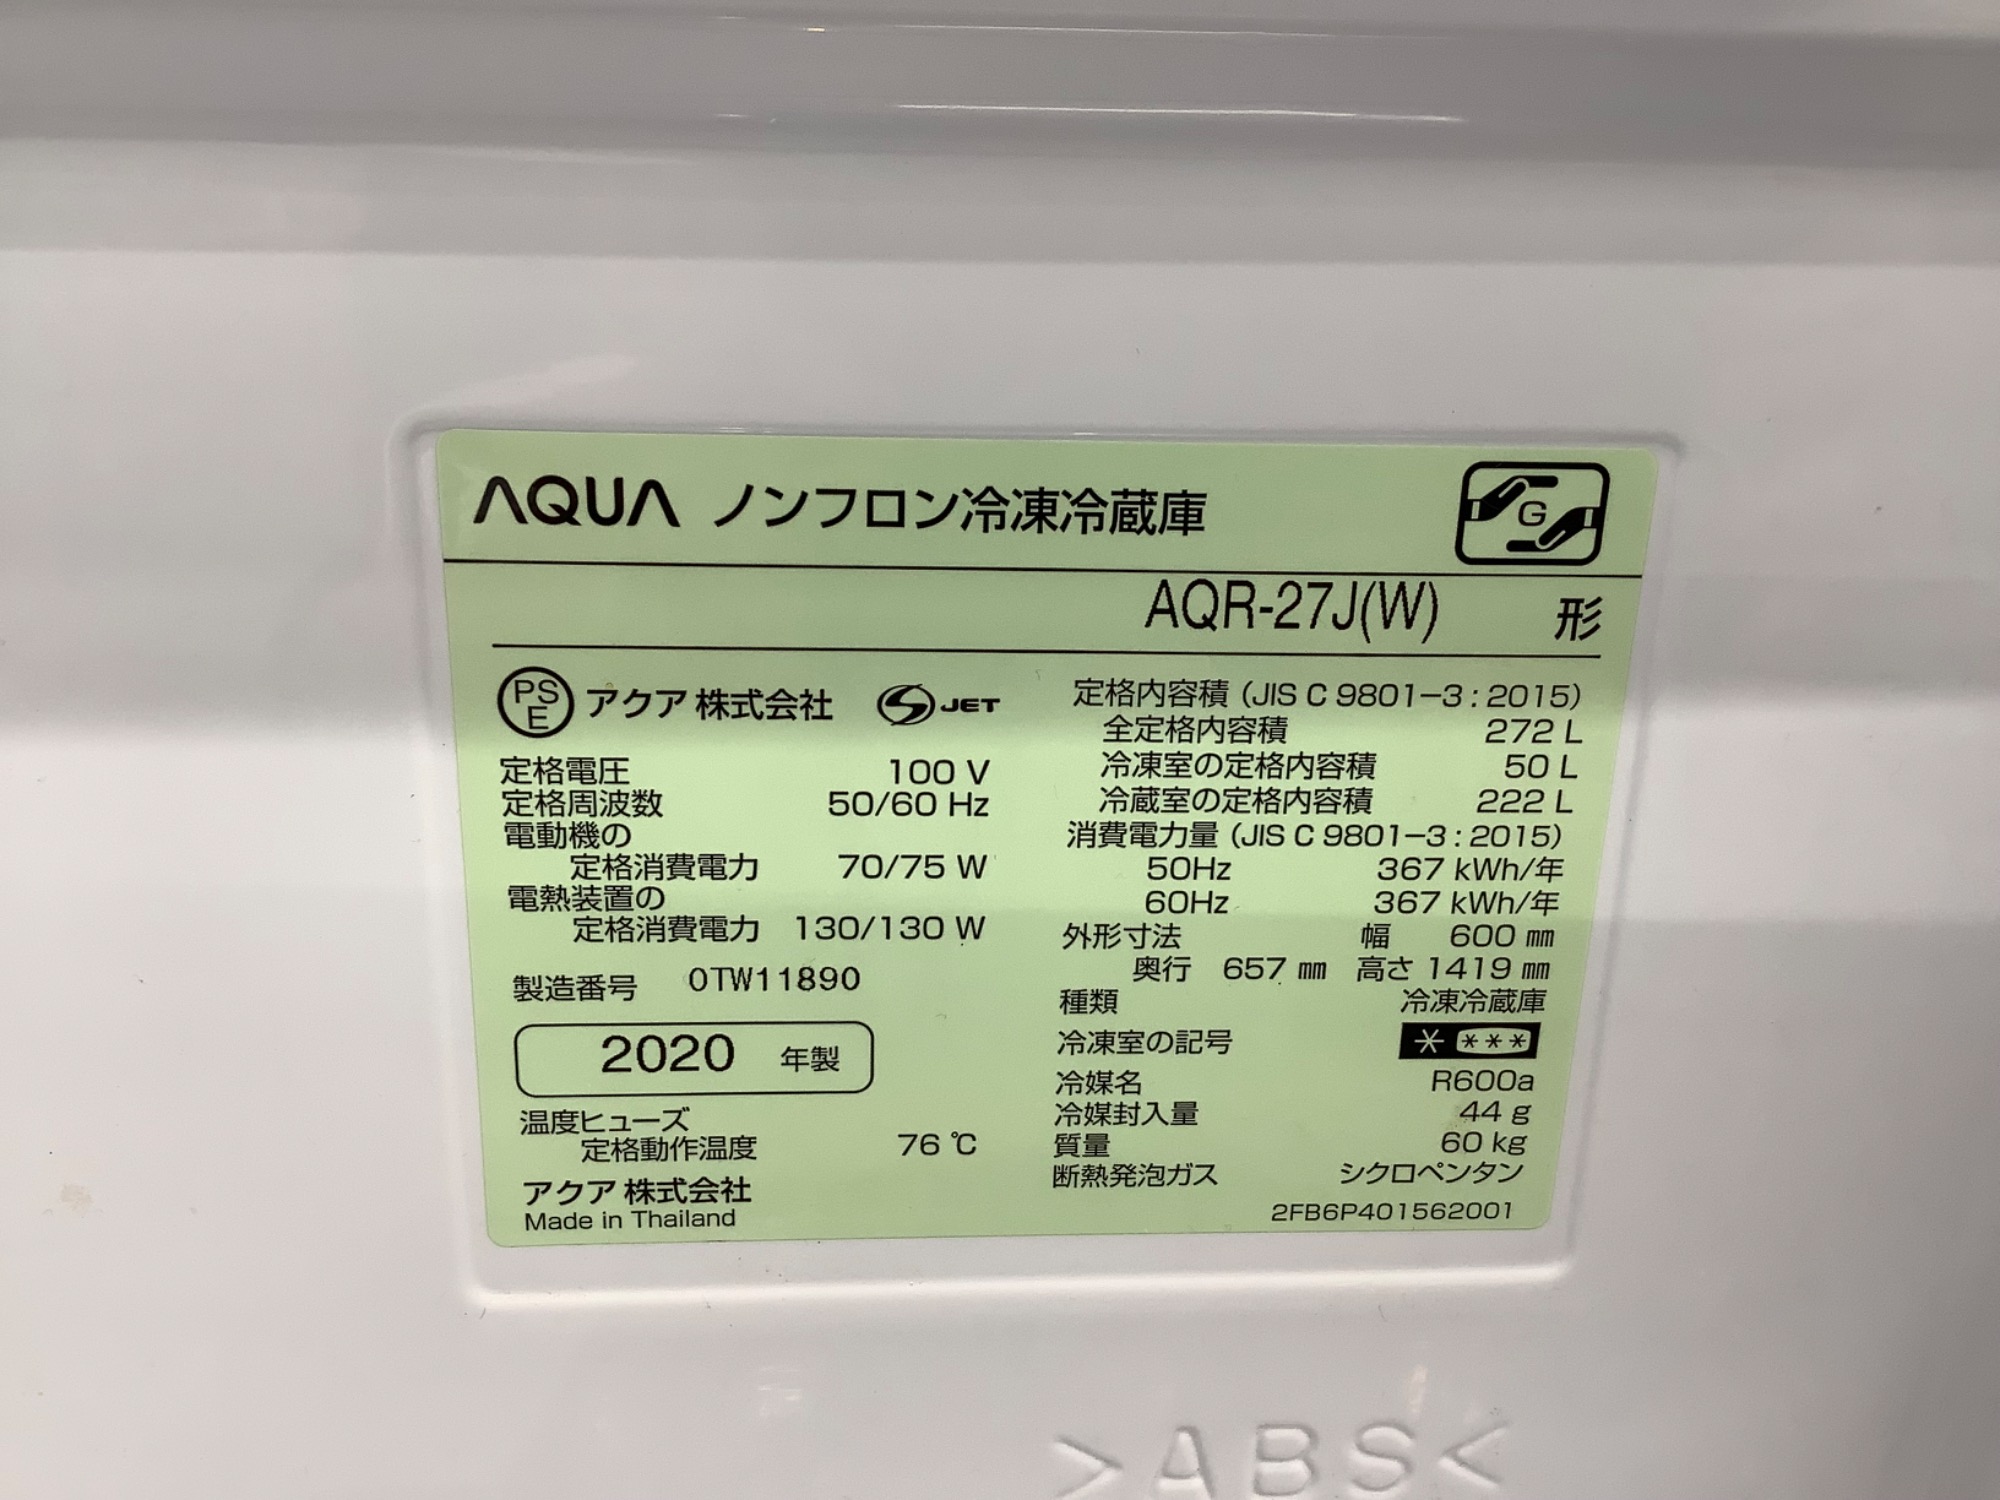 AQUA ノンフロン冷凍冷蔵庫
G
AQR-27J(W) 形
PSE アクア 株式会社 S JET
定格電圧 100 V
定格周波数 50/60 Hz
電動機の
定格消費電力 70/75 W
電熱装置の
定格消費電力 130/130 W
製造番号 0TW11890
2020 年製
温度ヒューズ
定格動作温度 76 ℃
アクア 株式会社
Made in Thailand
定格内容積 (JIS C 9801-3 : 2015)
全定格内容積 272 L
冷凍室の定格内容積 50 L
冷蔵室の定格内容積 222 L
消費電力量 (JIS C 9801-3 : 2015)
50Hz 367 kWh/年
60Hz 367 kWh/年
外形寸法 幅 600 ㎜
奥行 657 ㎜ 高さ 1419 ㎜
種類 冷凍冷蔵庫
冷凍室の記号 * ***
冷媒名 R600a
冷媒封入量 44 g
質量 60 kg
断熱発泡ガス シクロペンタン
2FB6P401562001
>ABS<